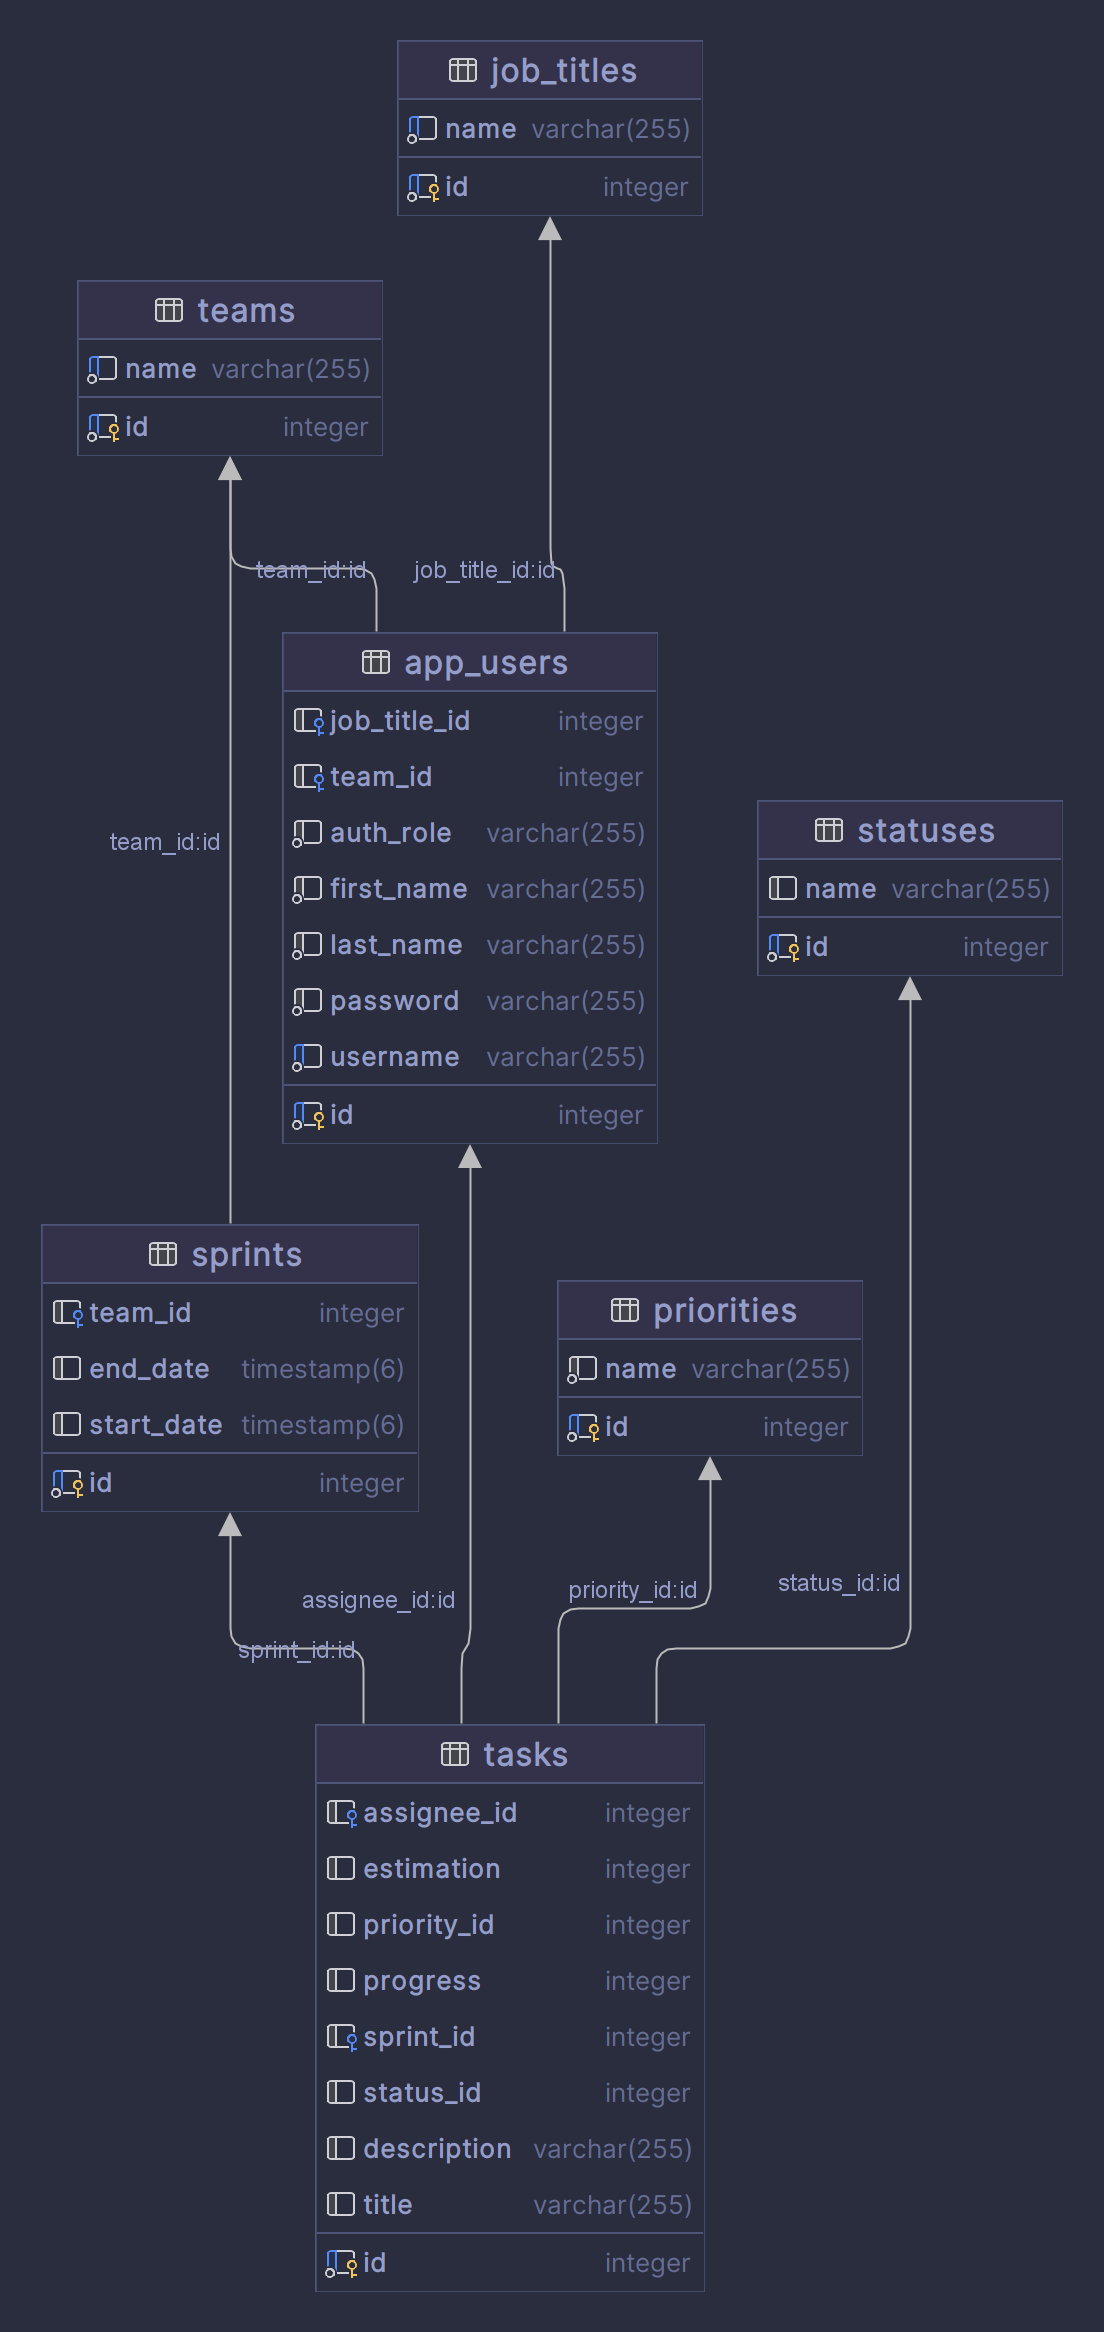 job_titles
name varchar(255)
id integer
teams
name varchar(255)
id integer
team_id:id
job_title_id:id
app_users
job_title_id integer
team_id integer
auth_role varchar(255)
first_name varchar(255)
last_name varchar(255)
password varchar(255)
username varchar(255)
id integer
team_id:id
statuses
name varchar(255)
id integer
sprints
team_id integer
end_date timestamp(6)
start_date timestamp(6)
id integer
priorities
name varchar(255)
id integer
assignee_id:id
priority_id:id
status_id:id
sprint_id:id
tasks
assignee_id integer
estimation integer
priority_id integer
progress integer
sprint_id integer
status_id integer
description varchar(255)
title varchar(255)
id integer